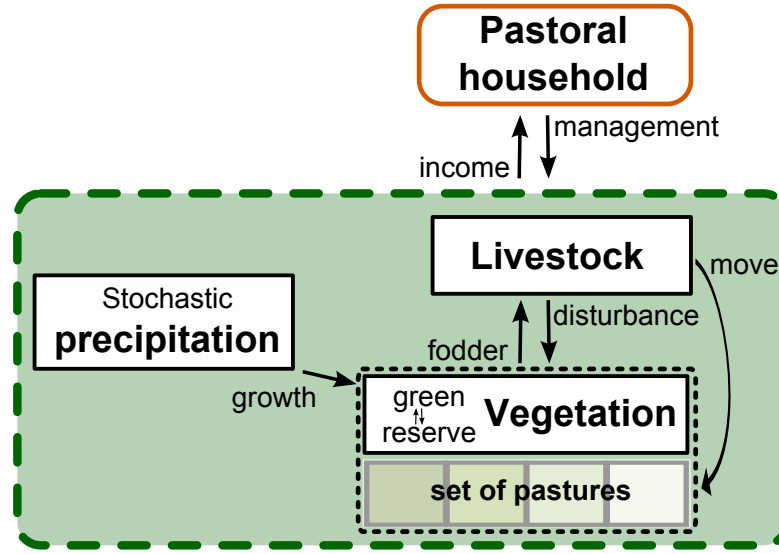 Pastoral
household
management
income
Livestock
move
Stochastic
precipitation
disturbance
fodder
growth
green
reserve
Vegetation
set of pastures